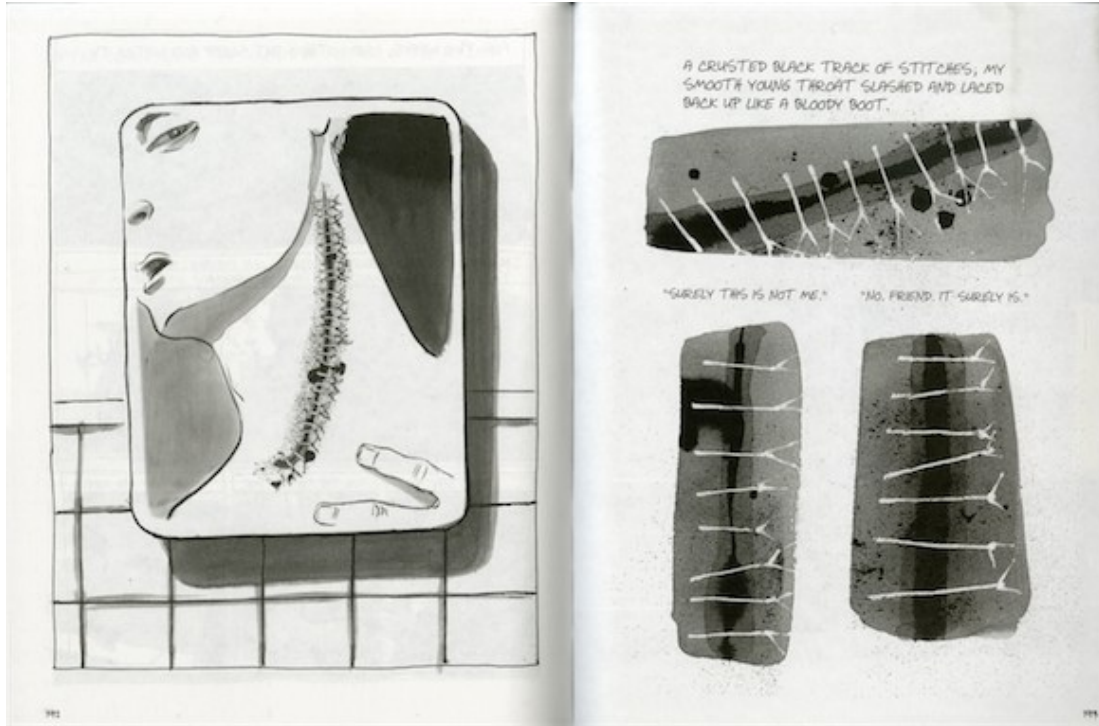 A CRUSTED BLACK TRACK OF STITCHES; MY
SMOOTH YOUNG THROAT SLASHED AND LACED
BACK UP LIKE A BLOODY BOOT.
"SURELY THIS IS NOT ME."
"NO, FRIEND. IT SURELY IS."